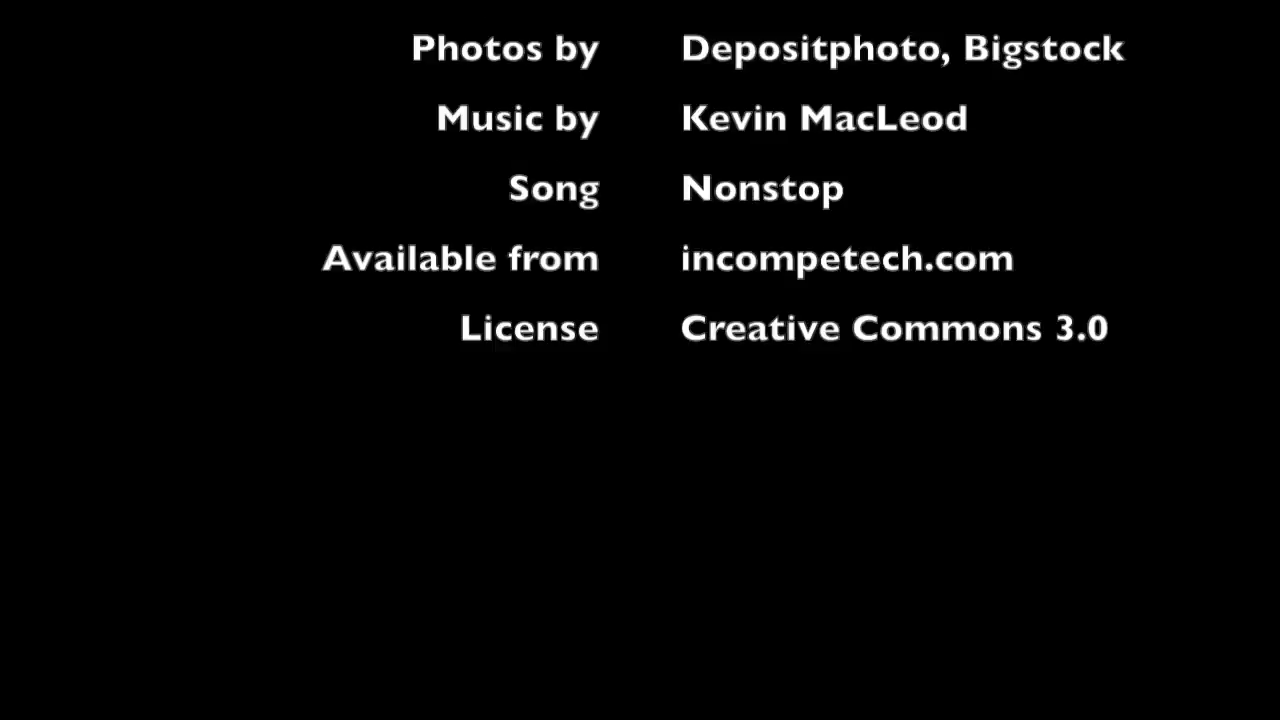 Photos by Depositphoto, Bigstock
Music by Kevin MacLeod
Song Nonstop
Available from incompetech.com
License Creative Commons 3.0